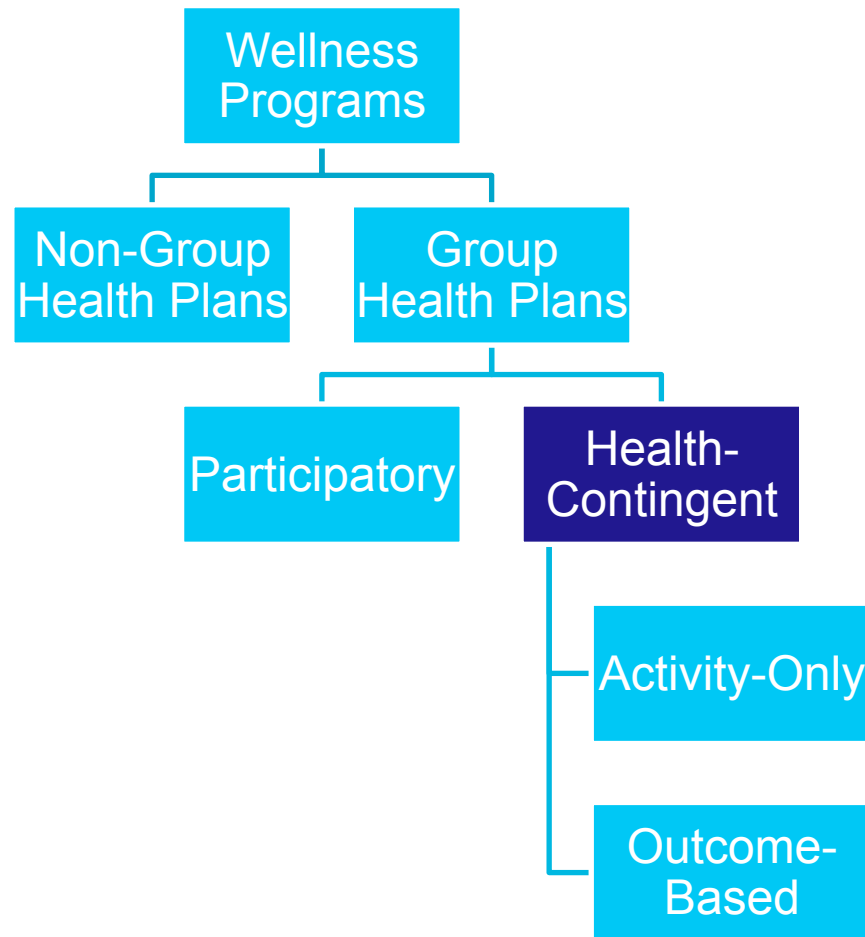 Wellness
Programs
Non-Group
Health Plans
Group
Health Plans
Participatory
Health-
Contingent
Activity-Only
Outcome-
Based